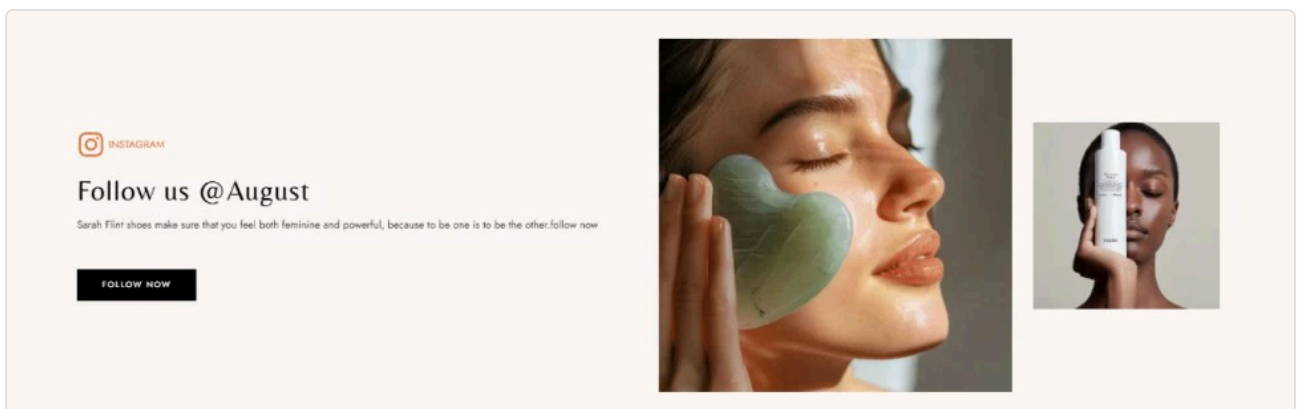 INSTAGRAM
Follow us @August
Sarah Flint shoes make sure that you feel both feminine and powerful, because to be one is to be the other.follow now
FOLLOW NOW